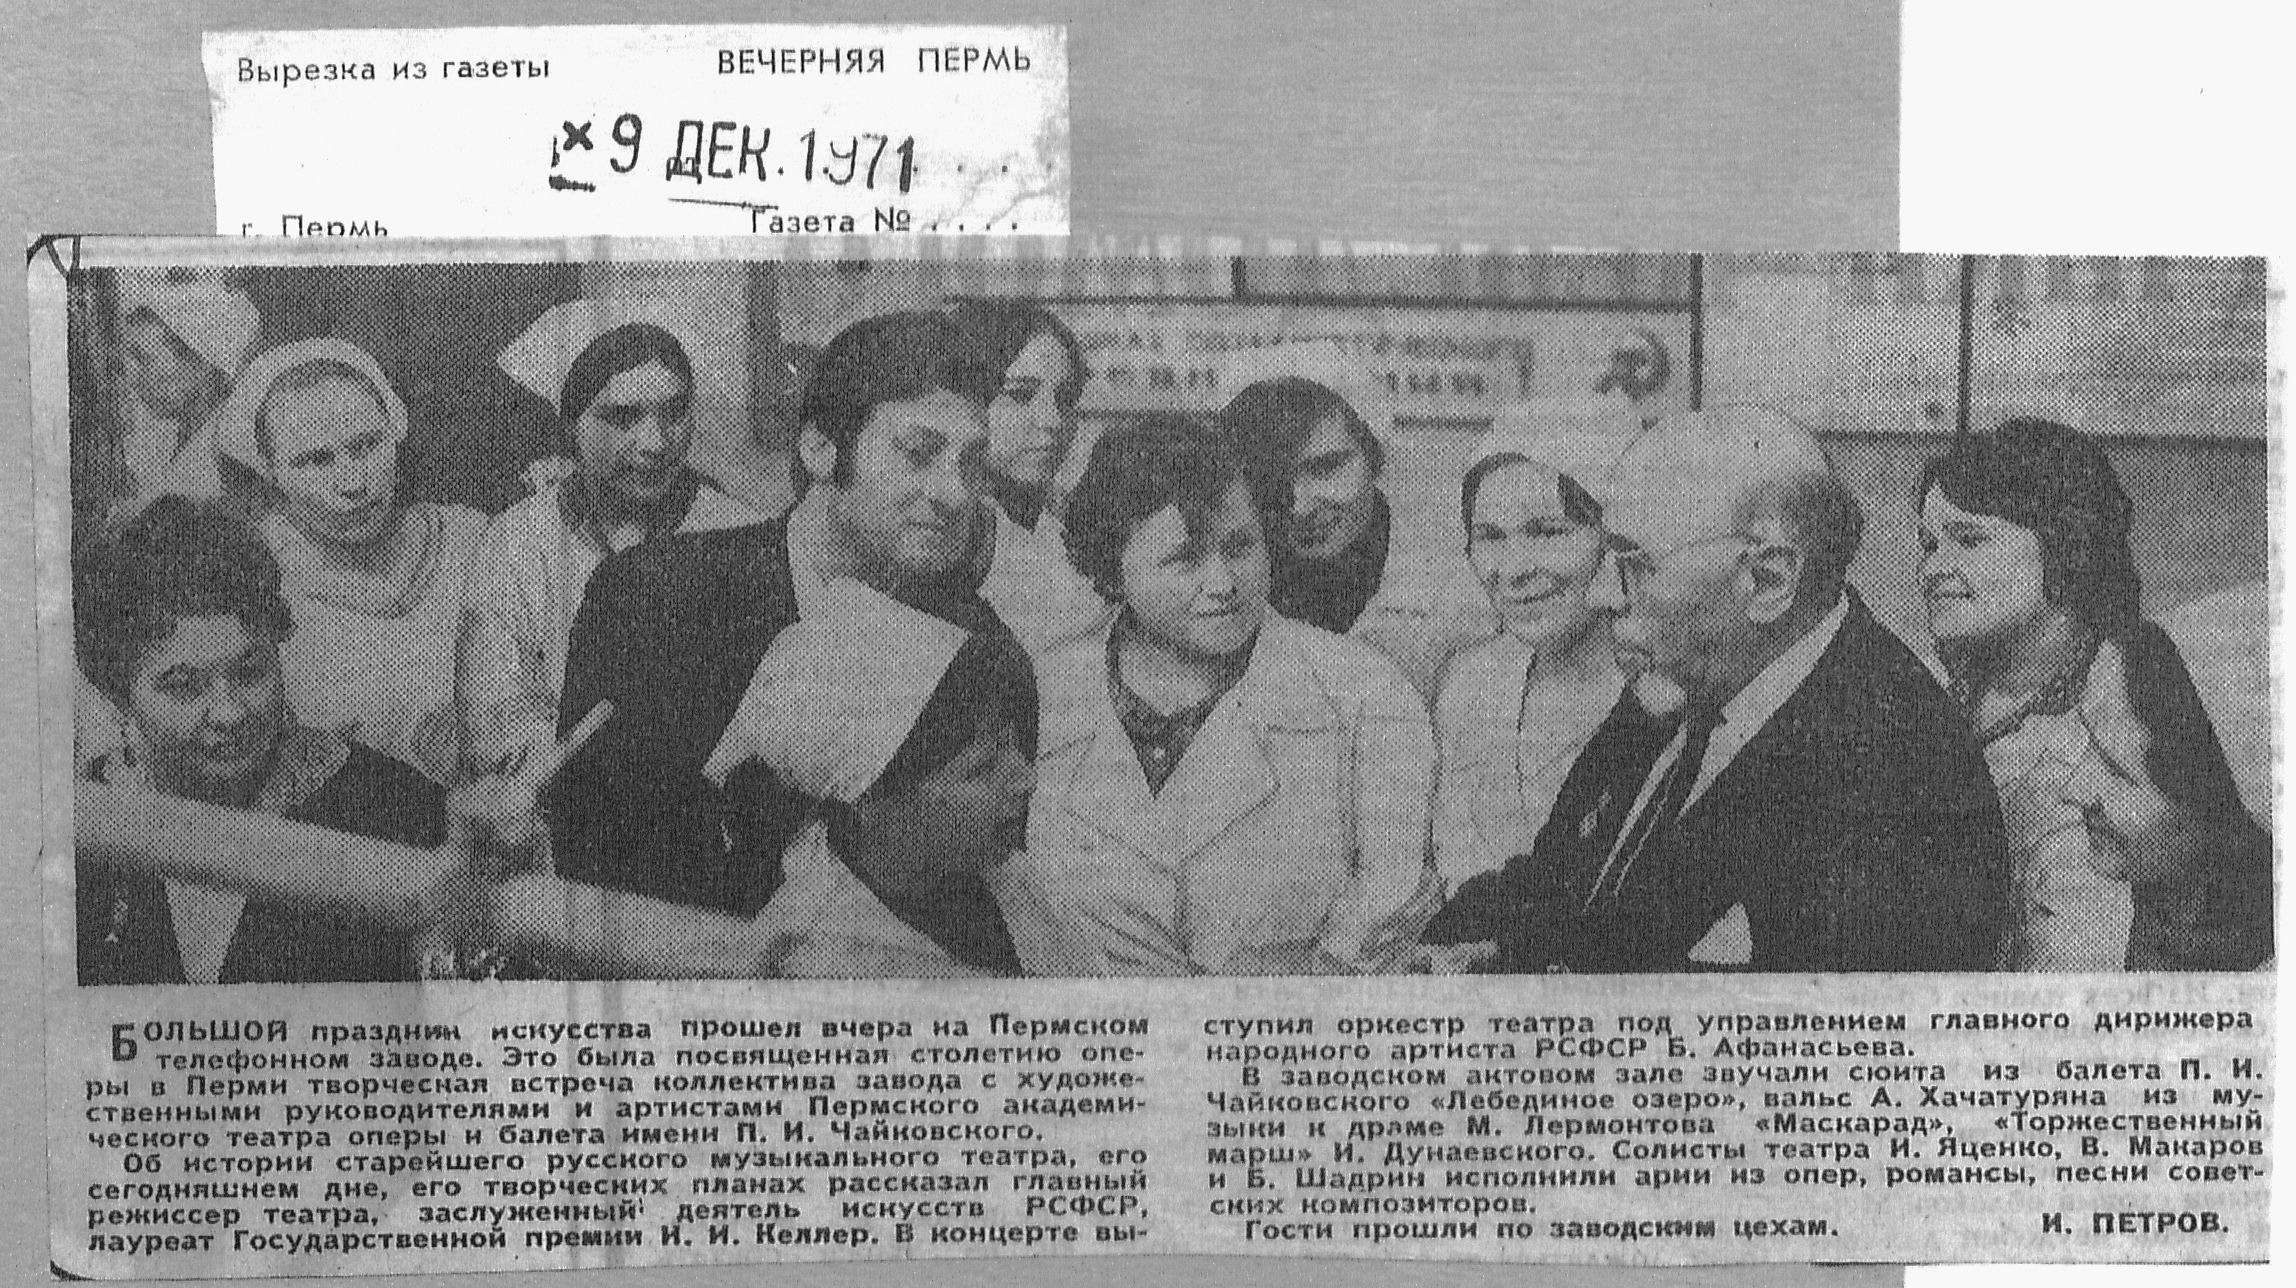 Вырезка из газеты ВЕЧЕРНЯЯ ПЕРМЬ
9 ДЕК. 1971
г. Пермь Газета № . . . .
БОЛЬШОЙ праздник искусства прошел вчера на Пермском
телефонном заводе. Это была посвященная столетию опе-
ры в Перми творческая встреча коллектива завода с художе-
ственными руководителями и артистами Пермского академи-
ческого театра оперы и балета имени П. И. Чайковского.
Об истории старейшего русского музыкального театра, его
сегодняшнем дне, его творческих планах рассказал главный
режиссер театра, заслуженный деятель искусств РСФСР,
лауреат Государственной премии И. И. Келлер. В концерте вы-
ступил оркестр театра под управлением главного дирижера
народного артиста РСФСР Б. Афанасьева.
В заводском актовом зале звучали сюита из балета П. И.
Чайковского «Лебединое озеро», вальс А. Хачатуряна из му-
зыки к драме М. Лермонтова «Маскарад», «Торжественный
марш» И. Дунаевского. Солисты театра И. Яценко, В. Макаров
и Б. Шадрин исполнили арии из опер, романсы, песни совет-
ских композиторов.
Гости прошли по заводским цехам.
И. ПЕТРОВ.